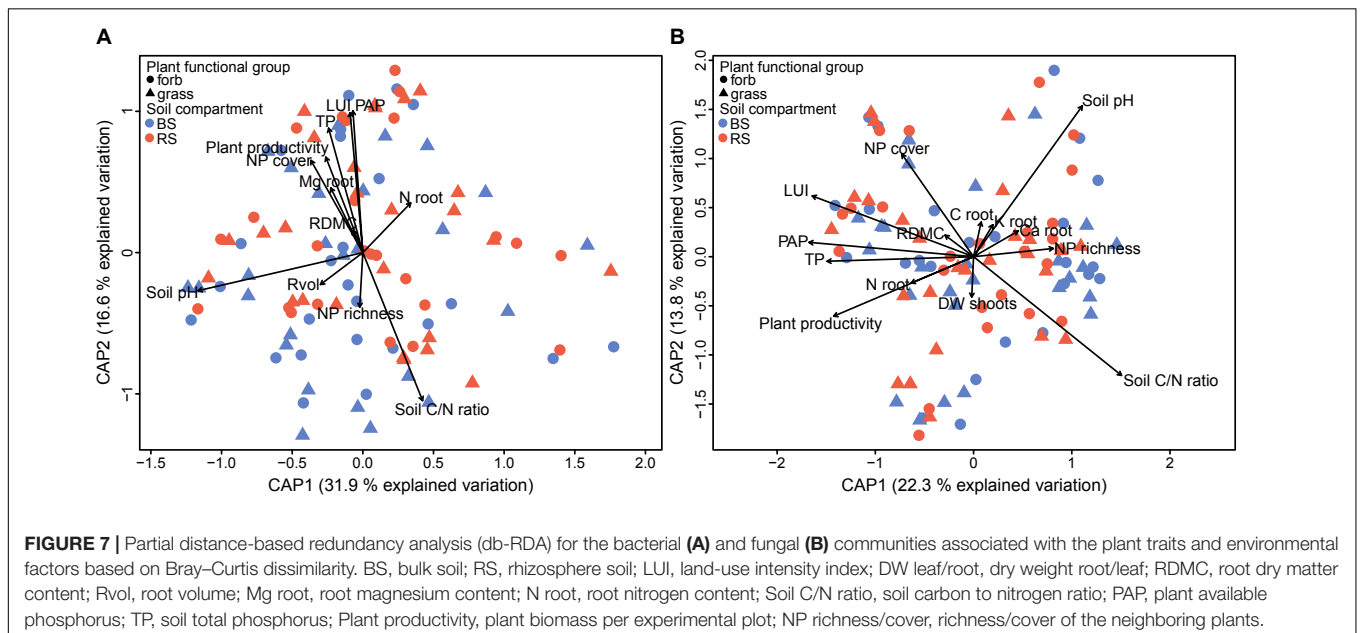 A
Plant functional group
forb
grass
Soil compartment
BS
RS
LUI
PAP
TP
Plant productivity
NP cover
Mg root
N root
RDMC
Soil pH
Rvol
NP richness
Soil C/N ratio
CAP2 (16.6 % explained variation)
1
0
−1
−1.5
−1.0
−0.5
0.0
0.5
1.0
1.5
2.0
CAP1 (31.9 % explained variation)
B
Plant functional group
forb
grass
Soil compartment
BS
RS
Soil pH
NP cover
LUI
C root
K root
Ca root
RDMC
PAP
NP richness
TP
N root
DW shoots
Plant productivity
Soil C/N ratio
CAP2 (13.8 % explained variation)
2.0
1.5
1.0
0.5
0.0
−0.5
−1.0
−1.5
−2
−1
0
1
2
CAP1 (22.3 % explained variation)
FIGURE 7 | Partial distance-based redundancy analysis (db-RDA) for the bacterial (A) and fungal (B) communities associated with the plant traits and environmental
factors based on Bray–Curtis dissimilarity. BS, bulk soil; RS, rhizosphere soil; LUI, land-use intensity index; DW leaf/root, dry weight root/leaf; RDMC, root dry matter
content; Rvol, root volume; Mg root, root magnesium content; N root, root nitrogen content; Soil C/N ratio, soil carbon to nitrogen ratio; PAP, plant available
phosphorus; TP, soil total phosphorus; Plant productivity, plant biomass per experimental plot; NP richness/cover, richness/cover of the neighboring plants.